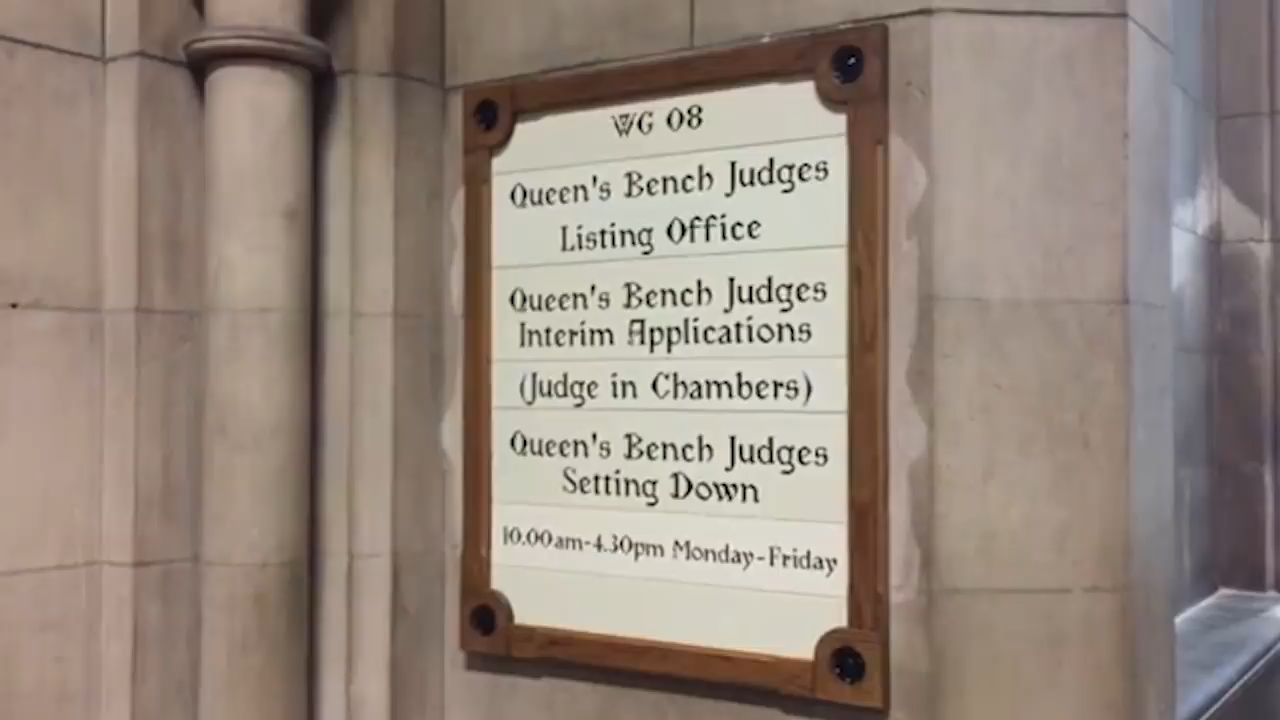 WG 08
Queen's Bench Judges
Listing Office
Queen's Bench Judges
Interim Applications
(Judge in Chambers)
Queen's Bench Judges
Setting Down
10.00am-4.30pm Monday-Friday